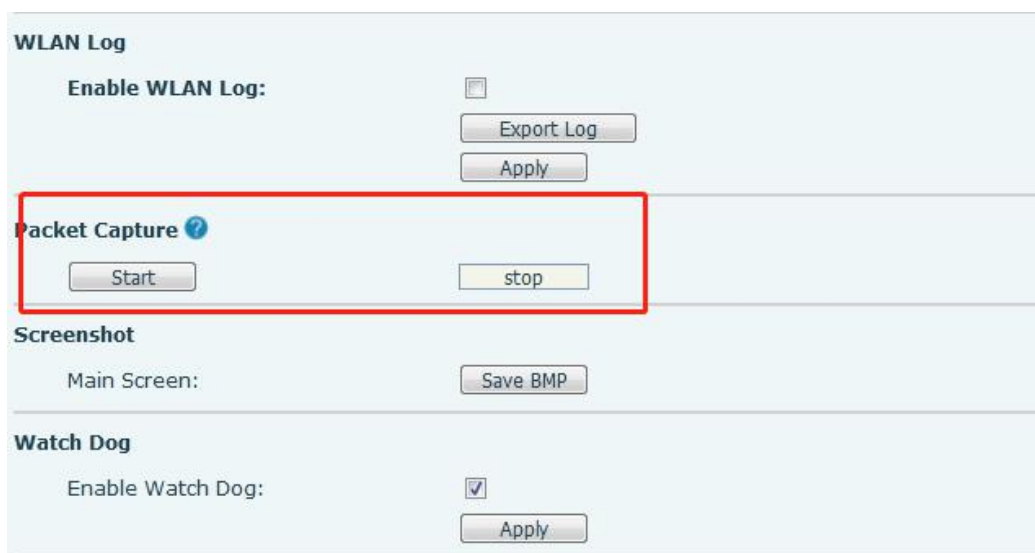 WLAN Log
Enable WLAN Log:
Export Log
Apply
Packet Capture ?
Start stop
Screenshot
Main Screen: Save BMP
Watch Dog
Enable Watch Dog:
Apply